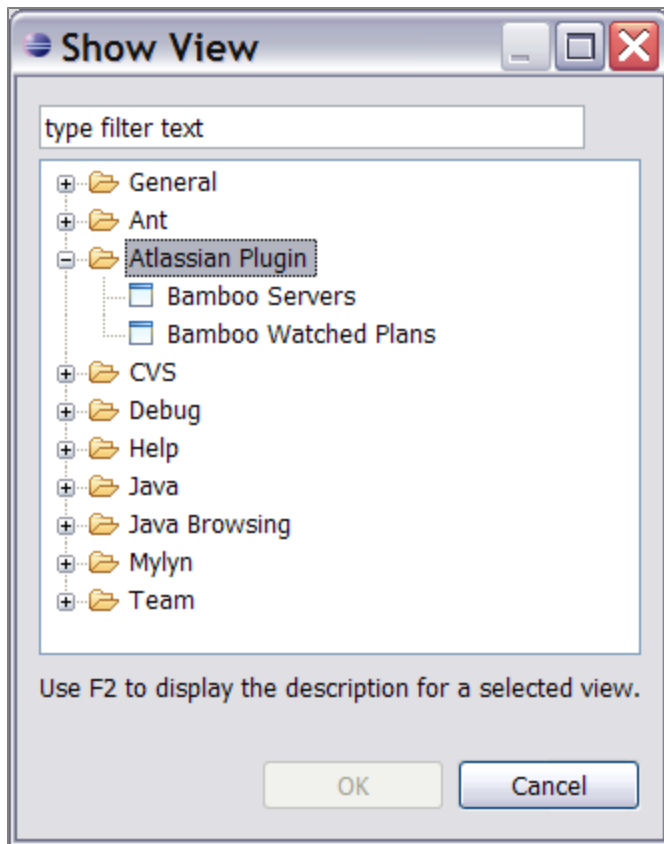 Show View
type filter text
General
Ant
Atlassian Plugin
Bamboo Servers
Bamboo Watched Plans
CVS
Debug
Help
Java
Java Browsing
Mylyn
Team
Use F2 to display the description for a selected view.
OK Cancel